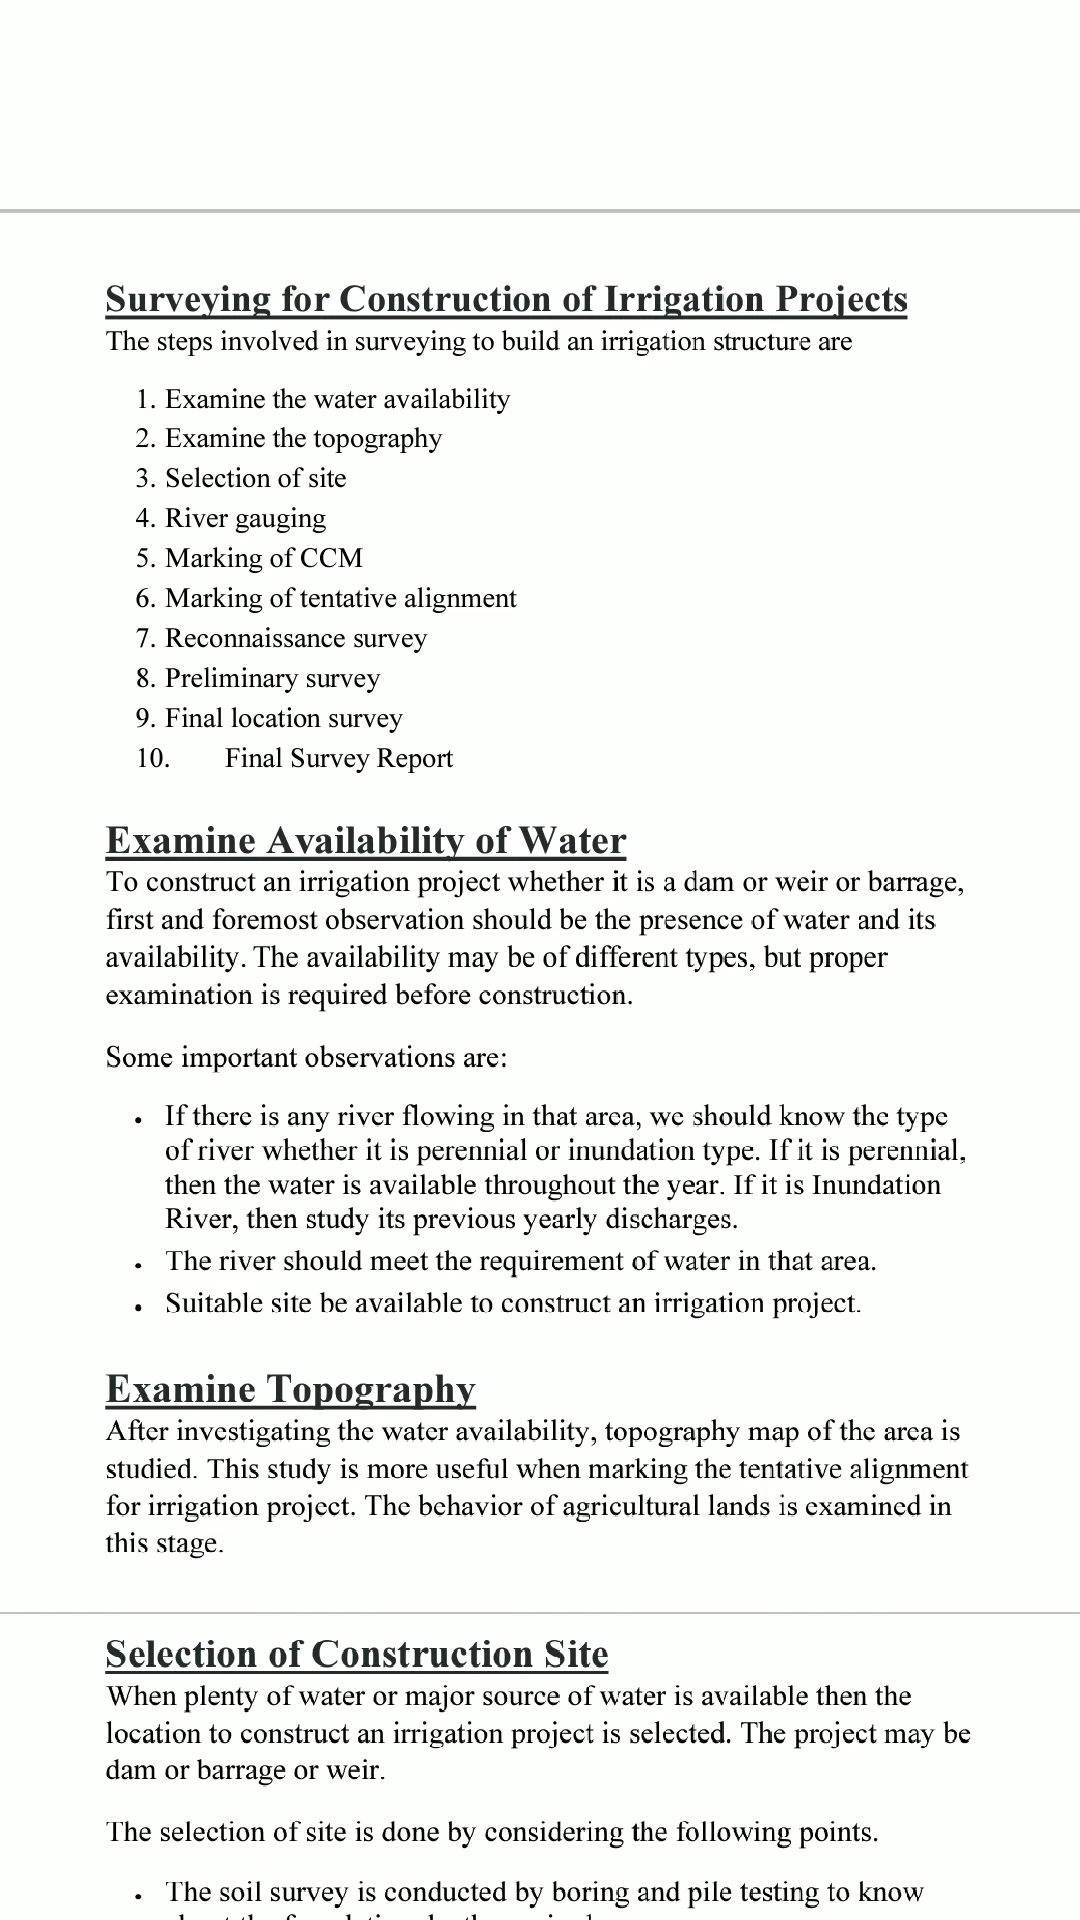 Surveying for Construction of Irrigation Projects
The steps involved in surveying to build an irrigation structure are
1. Examine the water availability
2. Examine the topography
3. Selection of site
4. River gauging
5. Marking of CCM
6. Marking of tentative alignment
7. Reconnaissance survey
8. Preliminary survey
9. Final location survey
10. Final Survey Report
Examine Availability of Water
To construct an irrigation project whether it is a dam or weir or barrage,
first and foremost observation should be the presence of water and its
availability. The availability may be of different types, but proper
examination is required before construction.
Some important observations are:
• If there is any river flowing in that area, we should know the type
of river whether it is perennial or inundation type. If it is perennial,
then the water is available throughout the year. If it is Inundation
River, then study its previous yearly discharges.
• The river should meet the requirement of water in that area.
• Suitable site be available to construct an irrigation project.
Examine Topography
After investigating the water availability, topography map of the area is
studied. This study is more useful when marking the tentative alignment
for irrigation project. The behavior of agricultural lands is examined in
this stage.
Selection of Construction Site
When plenty of water or major source of water is available then the
location to construct an irrigation project is selected. The project may be
dam or barrage or weir.
The selection of site is done by considering the following points.
• The soil survey is conducted by boring and pile testing to know